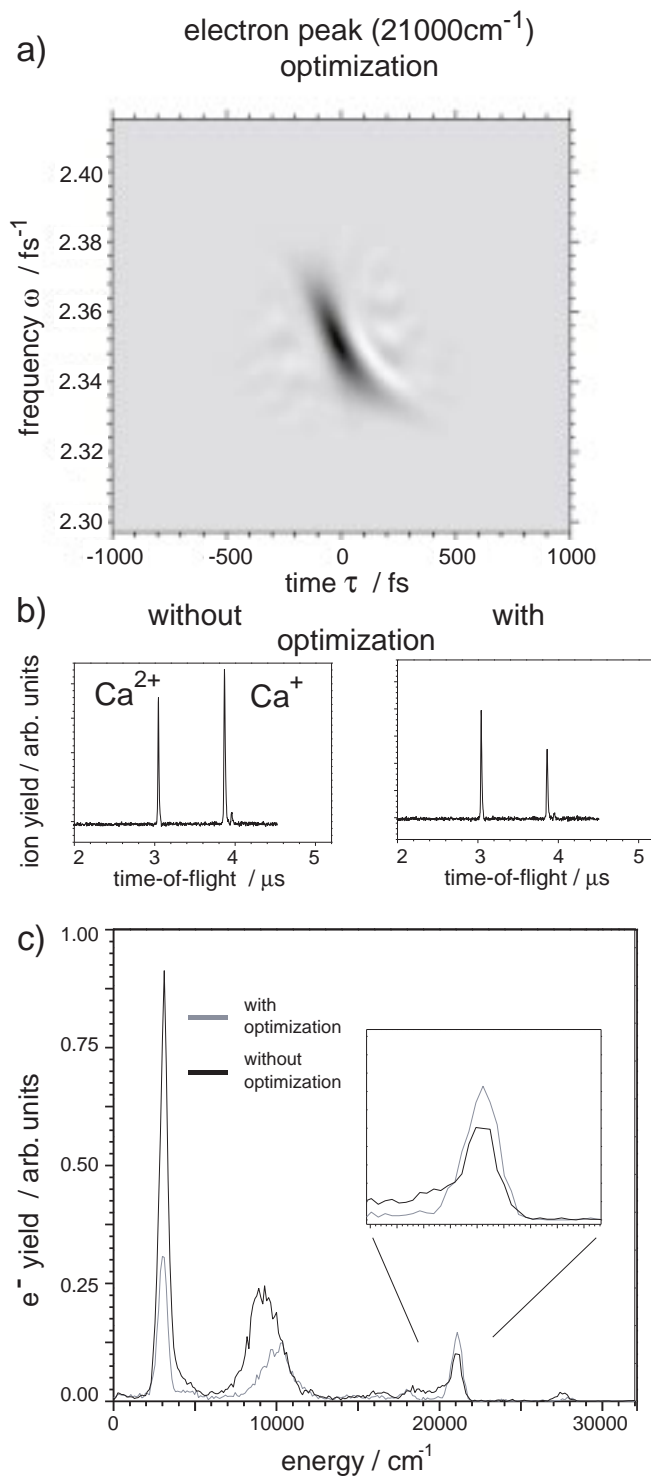 a)
electron peak (21000cm⁻¹)
optimization
2.40
2.38
2.36
2.34
2.32
2.30
frequency ω / fs⁻¹
-1000
-500
0
500
1000
time τ / fs
b)
without
with
optimization
Ca²⁺
Ca⁺
ion yield / arb. units
2
3
4
5
2
3
4
5
time-of-flight / μs
time-of-flight / μs
c)
1.00
0.75
0.50
0.25
0.00
e⁻ yield / arb. units
with
optimization
without
optimization
0
10000
20000
30000
energy / cm⁻¹